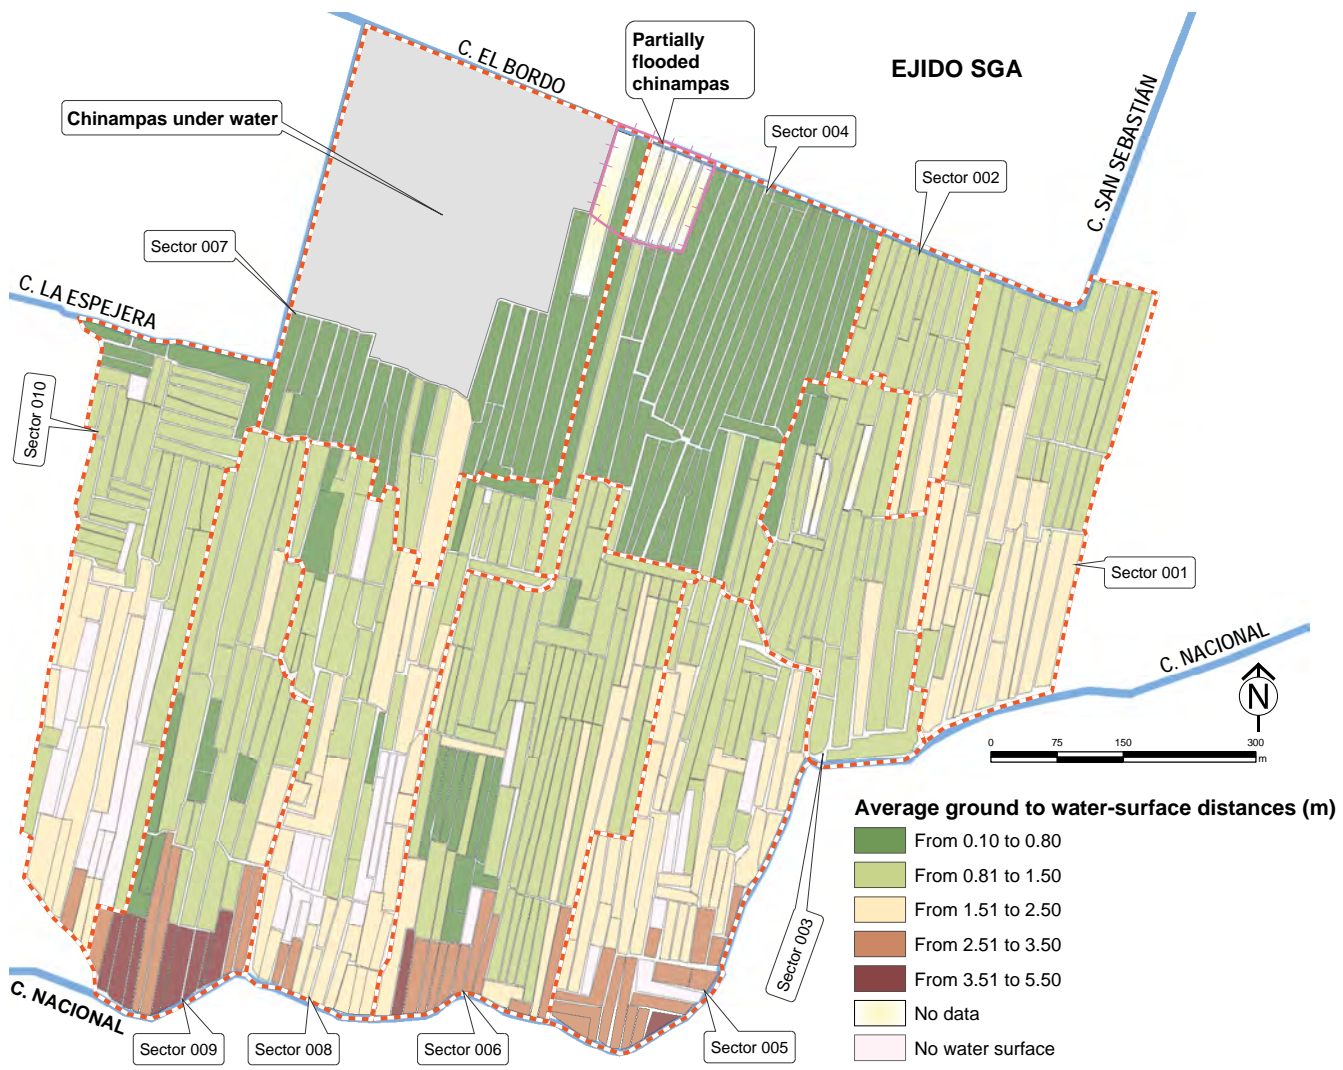 C. EL BORDO
Partially
flooded
chinampas
EJIDO SGA
C. SAN SEBASTIÁN
Chinampas under water
Sector 004
Sector 002
Sector 007
C. LA ESPEJERA
Sector 010
Sector 001
C. NACIONAL
N
0 75 150 300
m
Average ground to water-surface distances (m)
From 0.10 to 0.80
From 0.81 to 1.50
From 1.51 to 2.50
From 2.51 to 3.50
From 3.51 to 5.50
No data
No water surface
Sector 003
C. NACIONAL
Sector 009
Sector 008
Sector 006
Sector 005